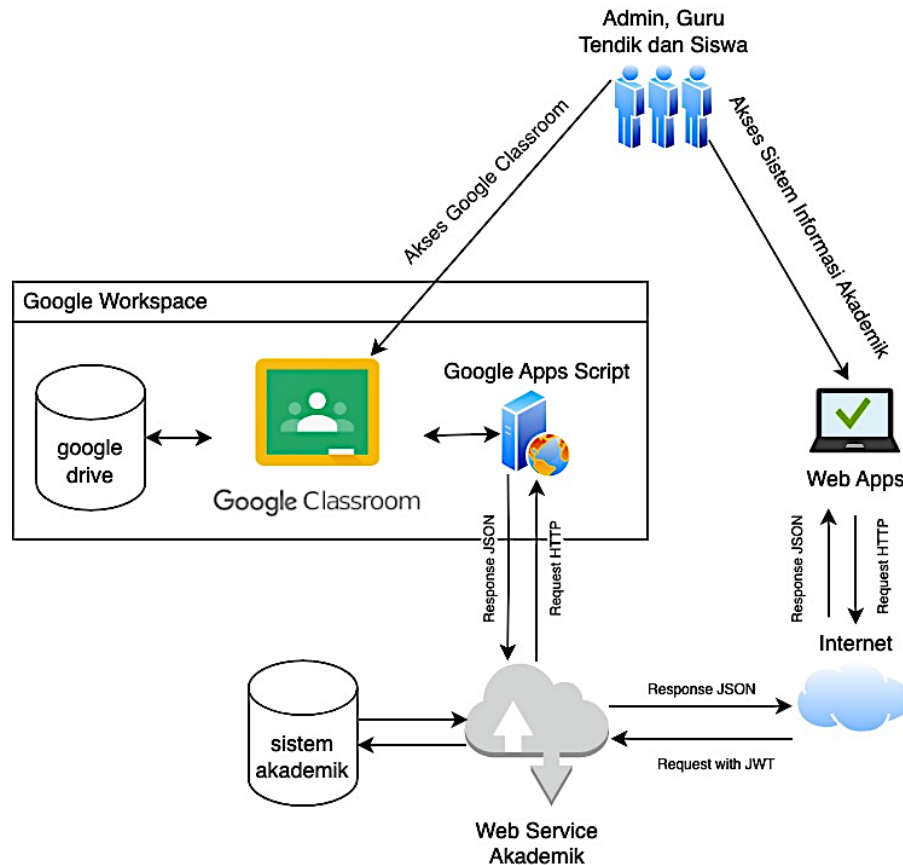 Admin, Guru
Tendik dan Siswa
Akses Google Classroom
Akses Sistem Informasi Akademik
Google Workspace
Google Apps Script
google
drive
Google Classroom
Web Apps
Response JSON
Request HTTP
Response JSON
Request HTTP
Internet
Response JSON
sistem
akademik
Request with JWT
Web Service
Akademik